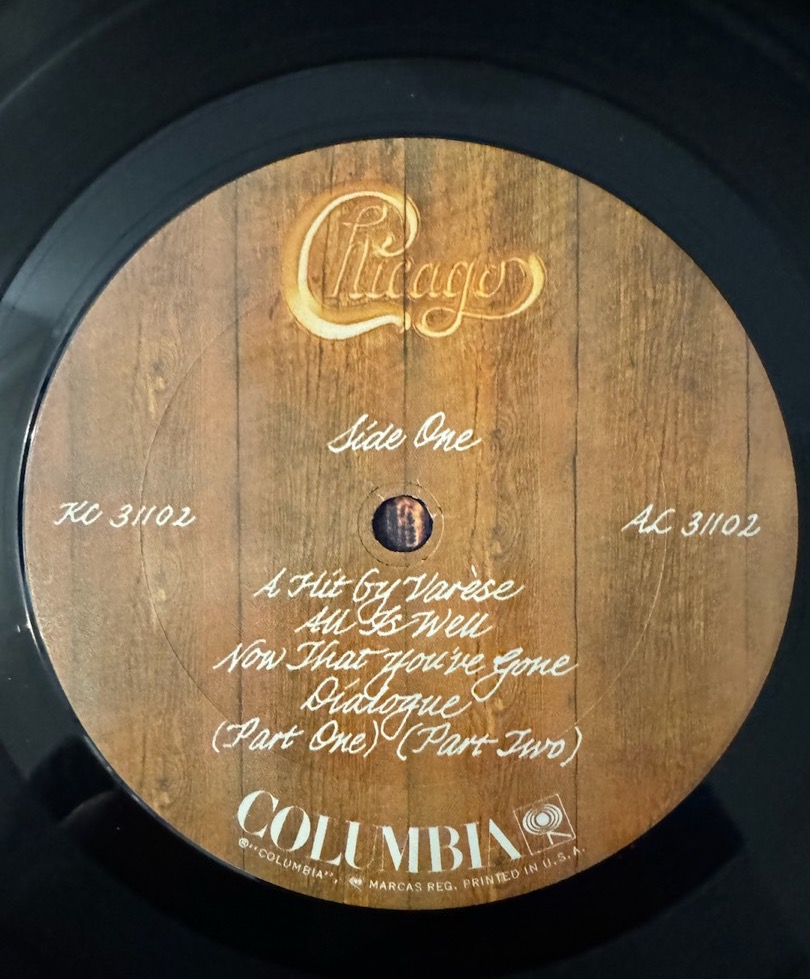 Chicago
Side One
KC 31102
AL 31102
A Hit By Varèse
All Is Well
Now That You've Gone
Dialogue
(Part One) (Part Two)
COLUMBIA
®"COLUMBIA", MARCAS REG. PRINTED IN U.S.A.